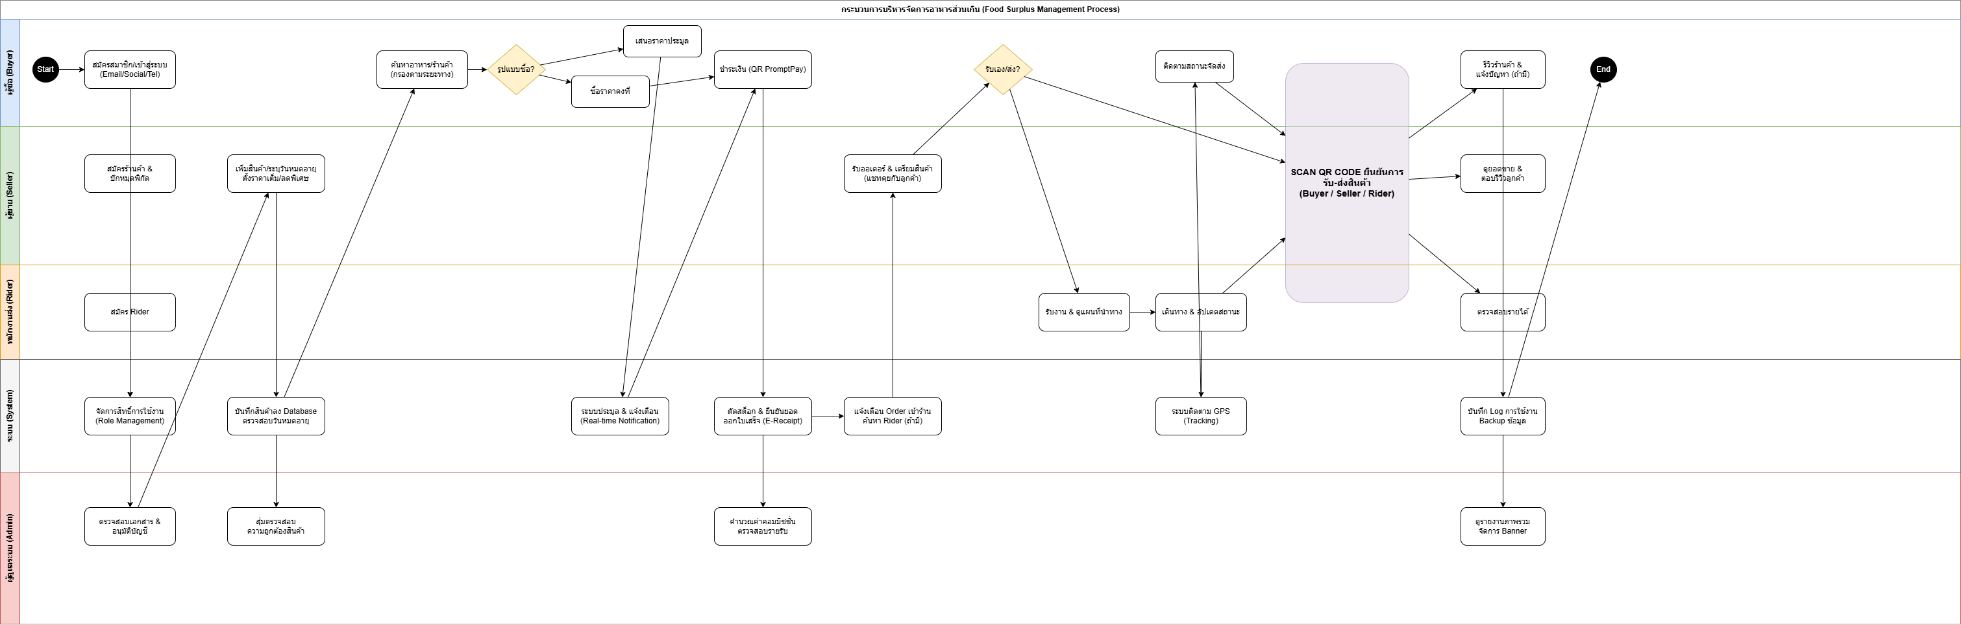 กระบวนการบริหารจัดการอาหารส่วนเกิน (Food Surplus Management Process)
ผู้ซื้อ (Buyer)
Start
สมัครสมาชิก/เข้าสู่ระบบ
(Email/Social/Tel)
ค้นหาอาหาร/ร้านค้า
(กรองตามระยะทาง)
รูปแบบซื้อ?
เสนอราคาประมูล
ซื้อราคาคงที่
ชำระเงิน (QR PromptPay)
รับเอง/ส่ง?
ติดตามสถานะจัดส่ง
รีวิวร้านค้า &
แจ้งปัญหา (ถ้ามี)
End
ผู้ขาย (Seller)
สมัครร้านค้า &
ปักหมุดพิกัด
เพิ่มสินค้า/ระบุวันหมดอายุ
ตั้งราคาเต็ม/ลดพิเศษ
รับออเดอร์ & เตรียมสินค้า
(แชทคุยกับลูกค้า)
SCAN QR CODE ยืนยันการ
รับ-ส่งสินค้า
(Buyer / Seller / Rider)
ดูยอดขาย &
ตอบรีวิวลูกค้า
พนักงานส่ง (Rider)
สมัคร Rider
รับงาน & ดูแผนที่นำทาง
เดินทาง & อัปเดตสถานะ
ตรวจสอบรายได้
ระบบ (System)
จัดการสิทธิ์การใช้งาน
(Role Management)
บันทึกสินค้าลง Database
ตรวจสอบวันหมดอายุ
ระบบประมูล & แจ้งเตือน
(Real-time Notification)
ตัดสต็อก & ยืนยันยอด
ออกใบเสร็จ (E-Receipt)
แจ้งเตือน Order เข้าร้าน
ค้นหา Rider (ถ้ามี)
ระบบติดตาม GPS
(Tracking)
บันทึก Log การใช้งาน
Backup ข้อมูล
ผู้ดูแลระบบ (Admin)
ตรวจสอบเอกสาร &
อนุมัติบัญชี
สุ่มตรวจสอบ
ความถูกต้องสินค้า
คำนวณค่าคอมมิชชั่น
ตรวจสอบรายรับ
ดูรายงานภาพรวม
จัดการ Banner